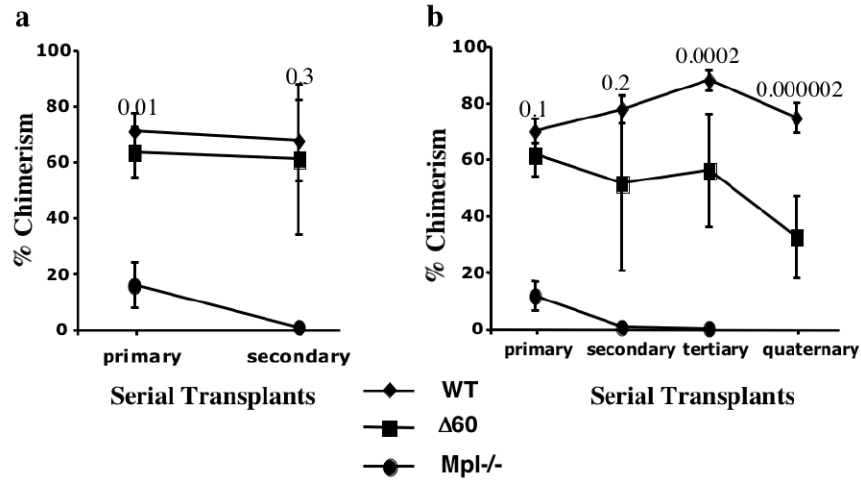 a
% Chimerism
100
80
60
40
20
0
0.01
0.3
primary
secondary
Serial Transplants
b
% Chimerism
100
80
60
40
20
0
0.1
0.2
0.0002
0.000002
primary
secondary
tertiary
quaternary
Serial Transplants
WT
Δ60
Mpl-/-